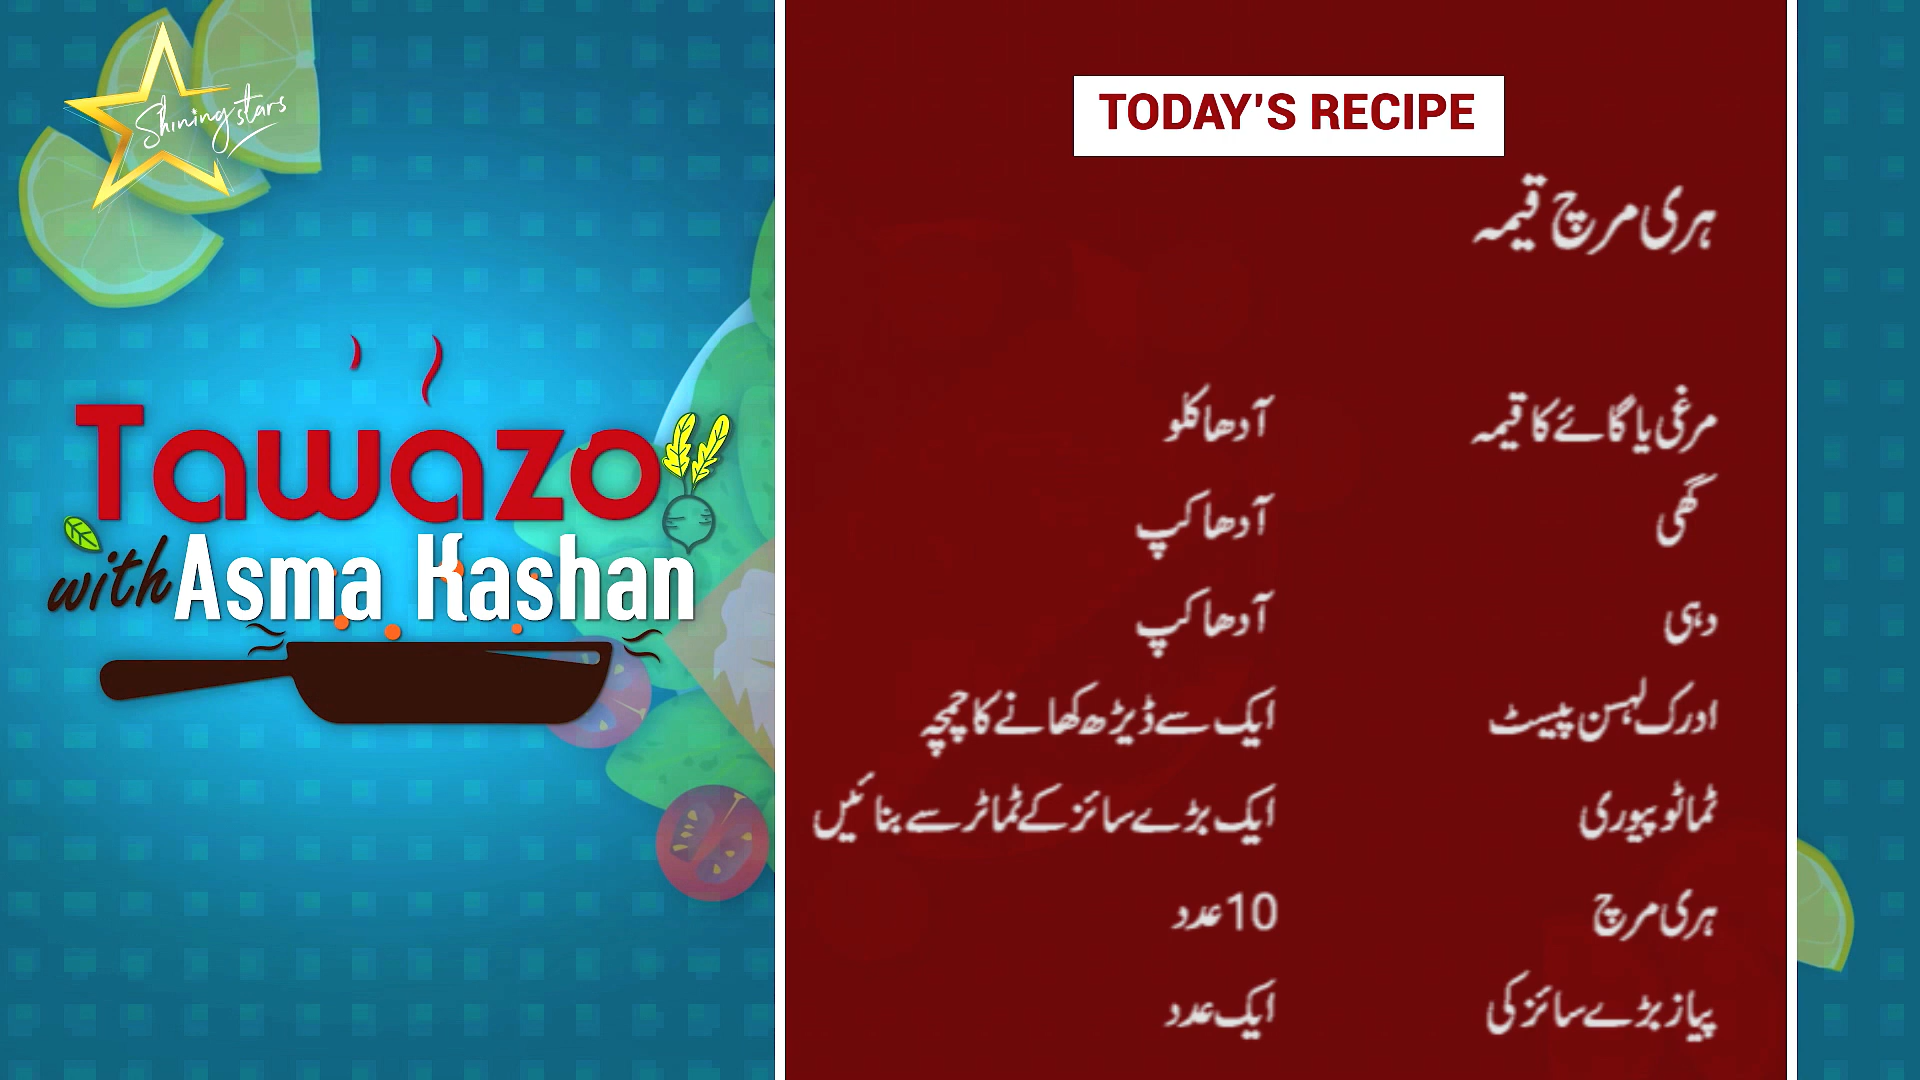 Shining stars
Tawazo
with Asma Kashan
TODAY'S RECIPE
ہری مرچ قیمہ
مرغی یا گائے کا قیمہ آدھا کلو
گھی آدھا کپ
دہی آدھا کپ
ادرک لہسن پیسٹ ایک سے ڈیڑھ کھانے کا چمچہ
ٹماٹو پیوری ایک بڑے سائز کے ٹماٹر سے بنائیں
ہری مرچ 10 عدد
پیاز بڑے سائز کی ایک عدد